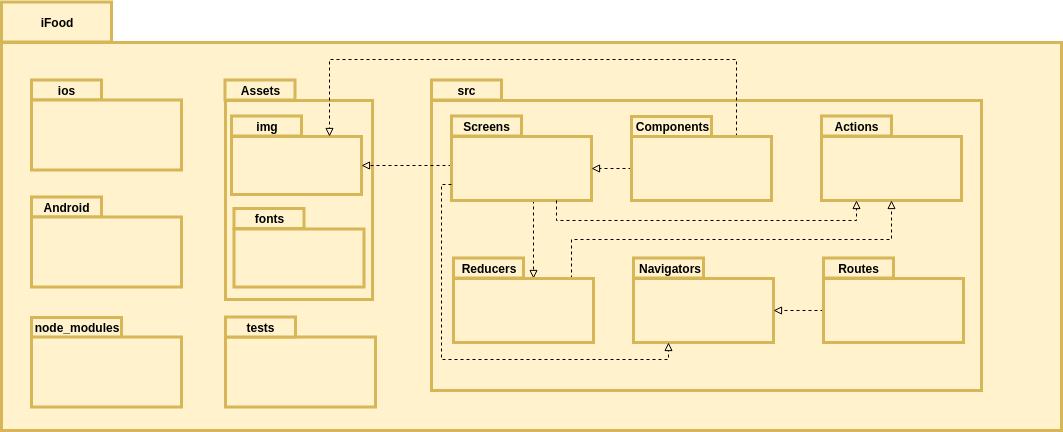 iFood
ios
Assets
src
img
Screens
Components
Actions
Android
fonts
Reducers
Navigators
Routes
node_modules
tests